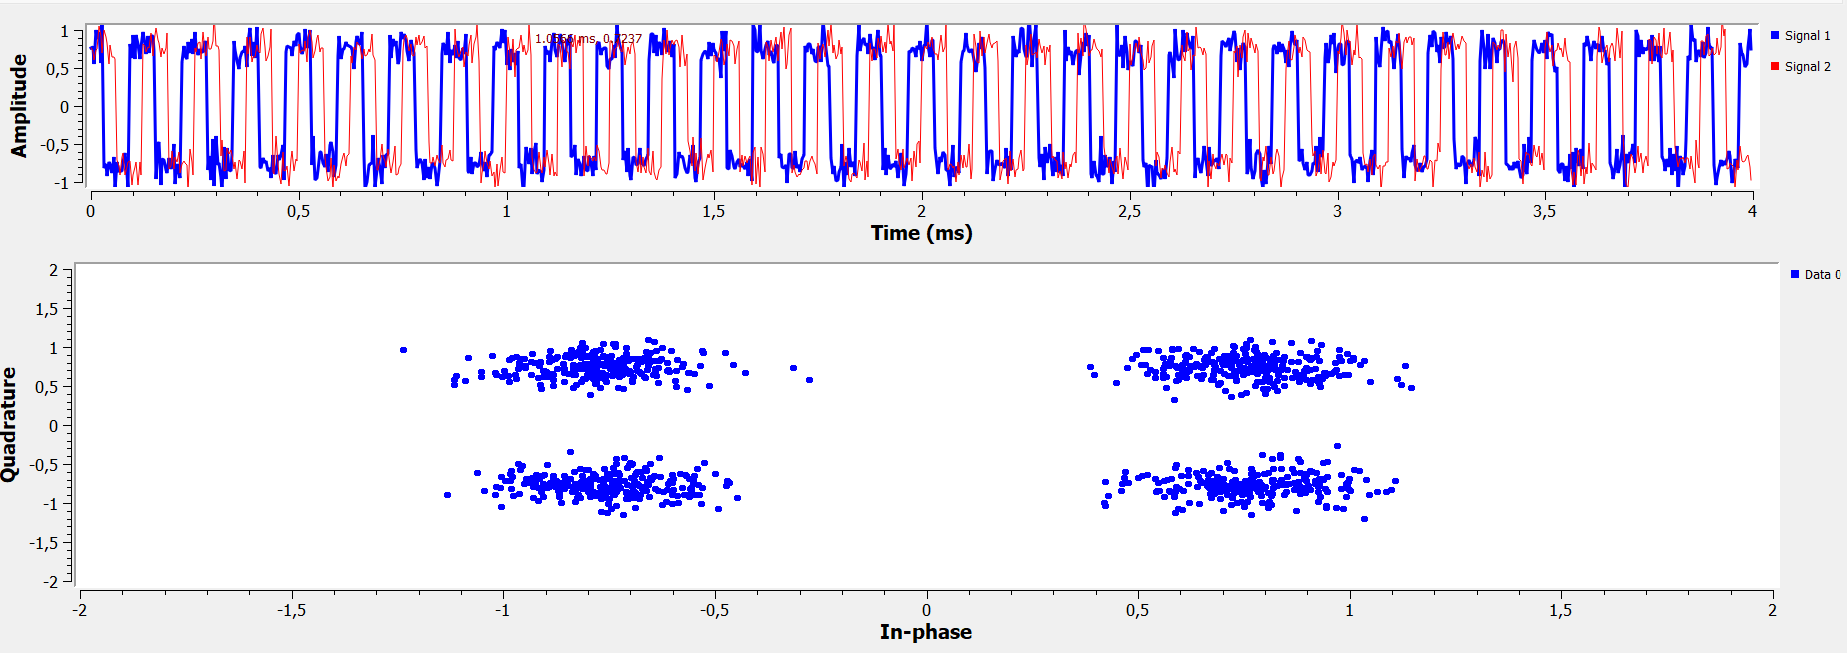 Amplitude
1
0,5
0
-0,5
-1
Signal 1
Signal 2
0 0,5 1 1,5 2 2,5 3 3,5 4
Time (ms)
Quadrature
2
1,5
1
0,5
0
-0,5
-1
-1,5
-2
Data 0
-2 -1,5 -1 -0,5 0 0,5 1 1,5 2
In-phase